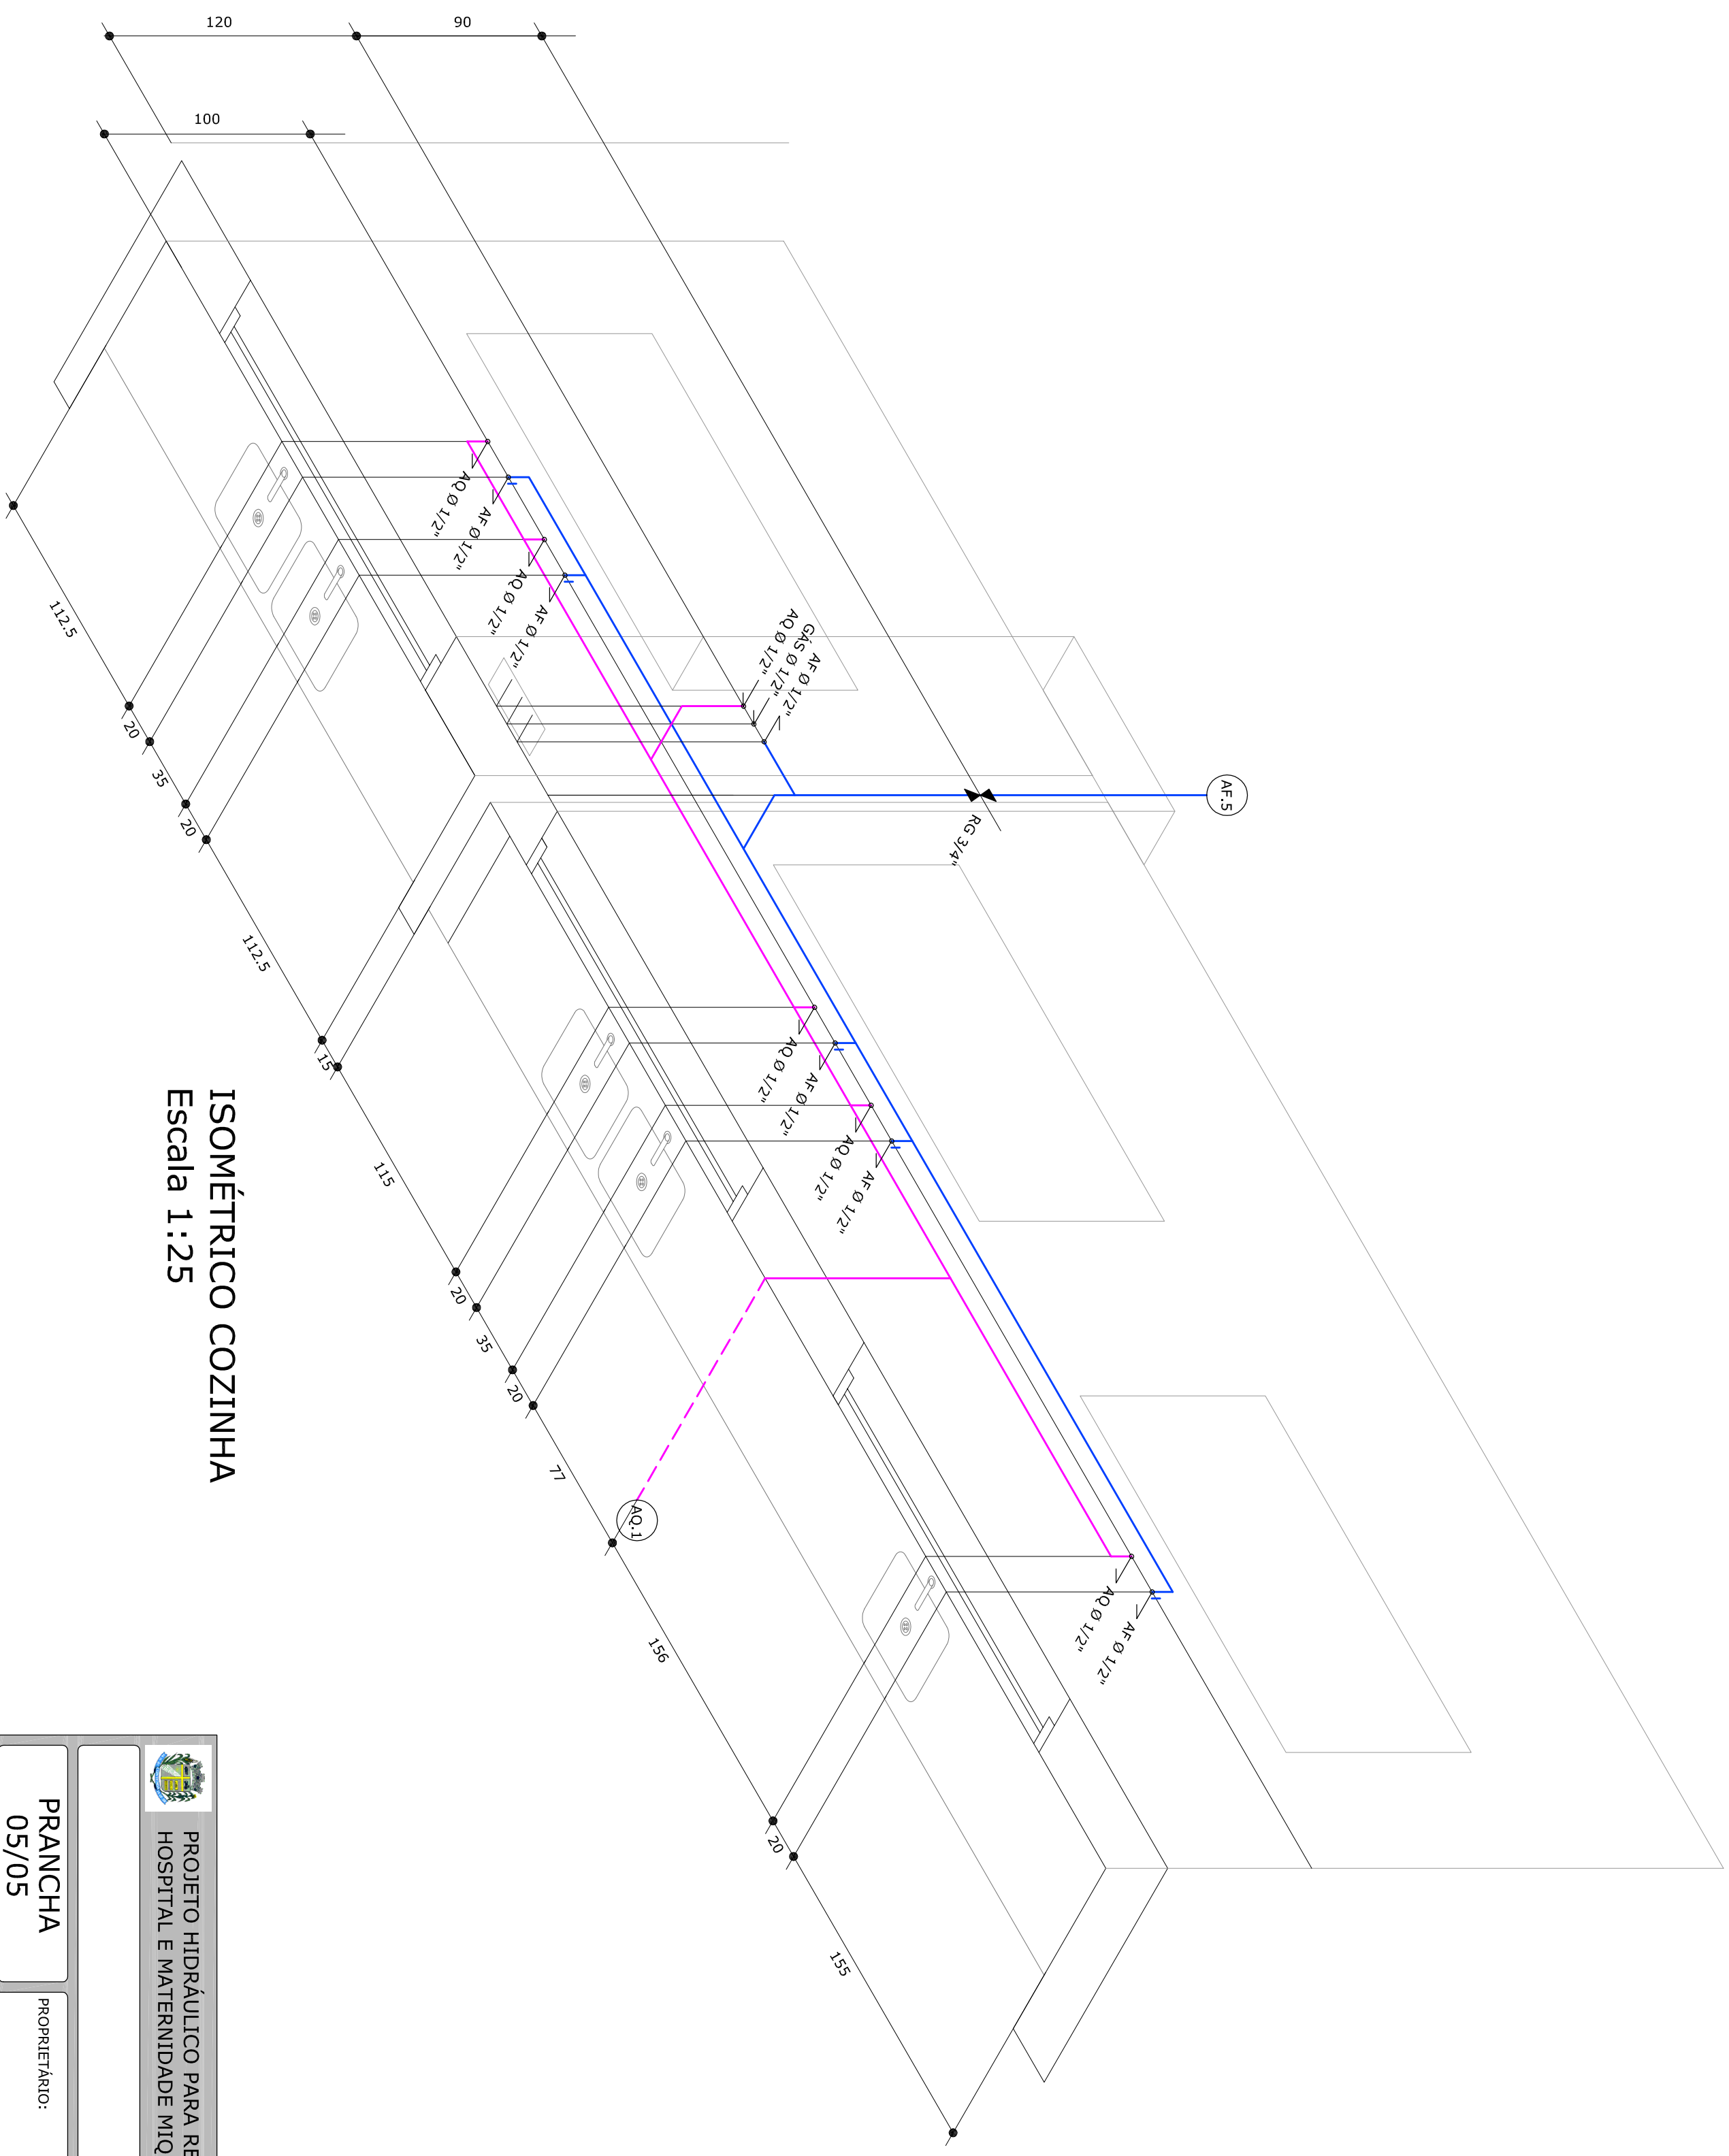 120
90
100
AQ Ø 1/2"
AF Ø 1/2"
AQ Ø 1/2"
AF Ø 1/2"
AQ Ø 1/2"
GÁS Ø 1/2"
AF Ø 1/2"
AF.5
RG 3/4"
AQ Ø 1/2"
AF Ø 1/2"
AQ Ø 1/2"
AF Ø 1/2"
AQ Ø 1/2"
AF Ø 1/2"
AQ.1
112.5
20
35
20
112.5
15
115
20
35
20
77
156
20
155
ISOMÉTRICO COZINHA
Escala 1:25
PROJETO HIDRÁULICO PARA
HOSPITAL E MATERNIDADE
PRANCHA
05/05
PROPRIETÁRIO: